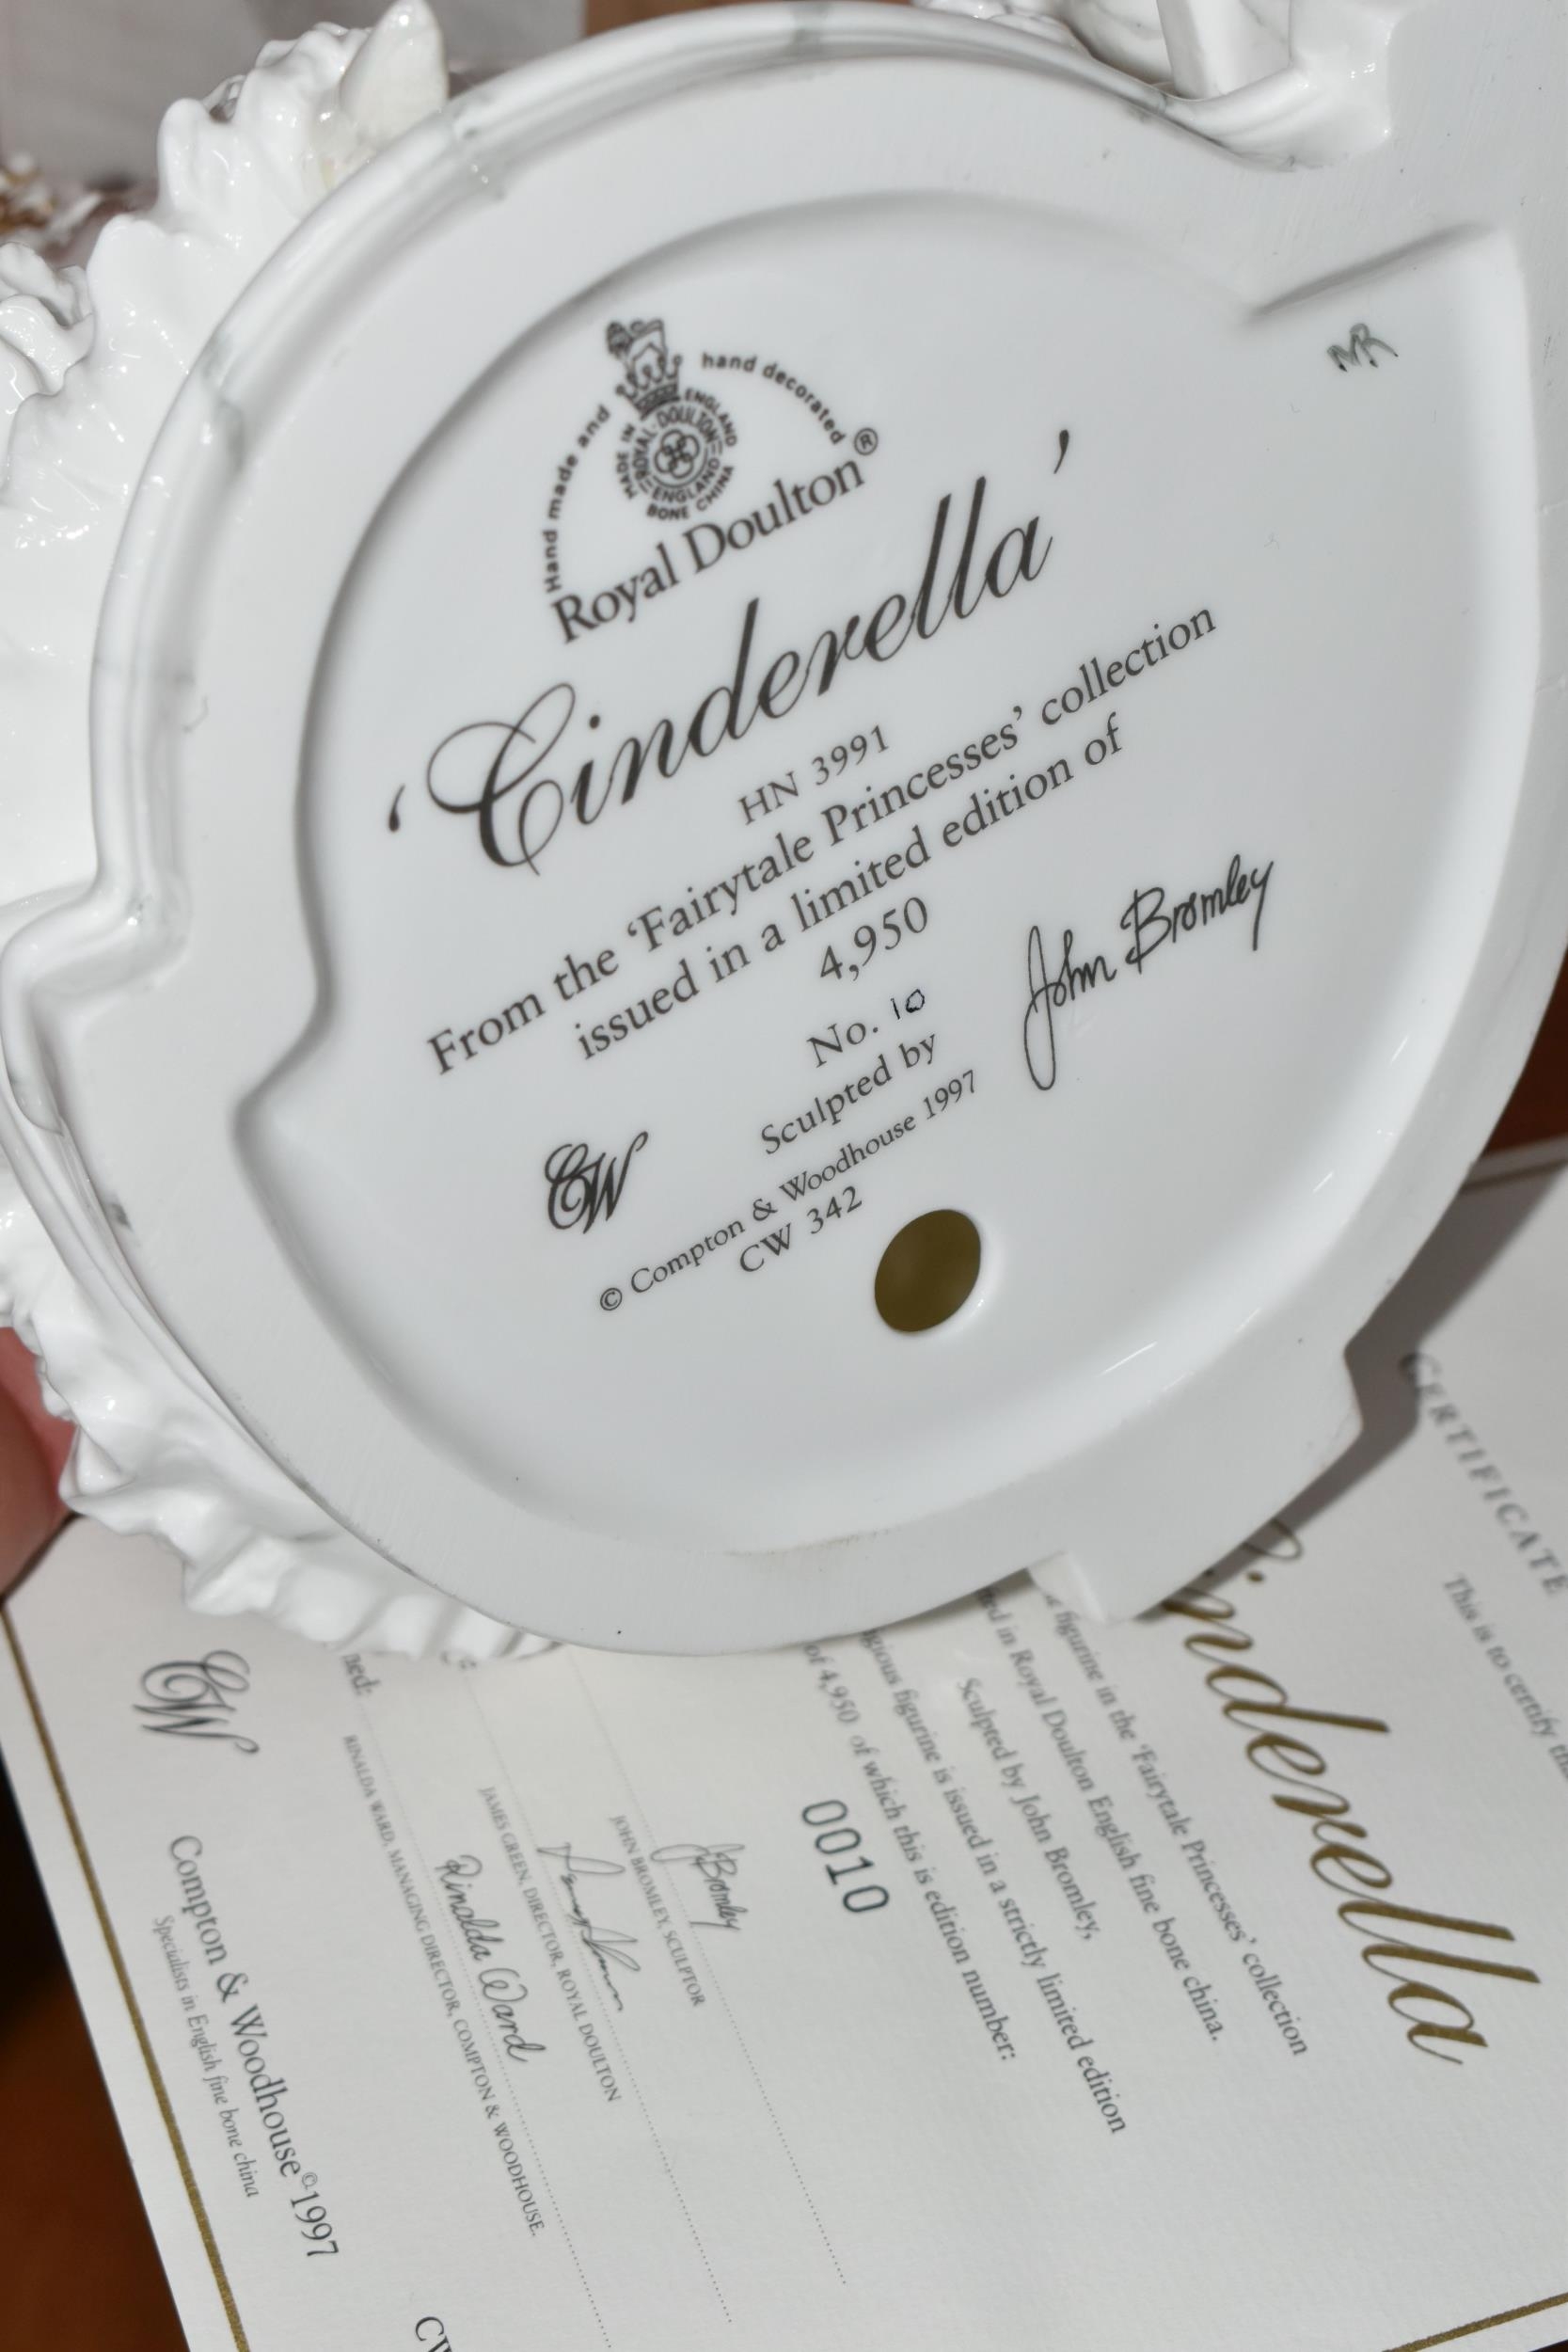 Hand made and hand decorated
MADE IN ENGLAND
ROYAL·DOULTON
ENGLAND
BONE CHINA
Royal Doulton®
MR
‘Cinderella’
HN 3991
From the ‘Fairytale Princesses’ collection
issued in a limited edition of
4,950
No. 10
Sculpted by
John Bromley
CW
© Compton & Woodhouse 1997
CW 342
CERTIFICATE
This is to certify
inderella
figurine in the ‘Fairytale Princesses’ collection
in Royal Doulton English fine bone china.
Sculpted by John Bromley,
figurine is issued in a strictly limited edition
of 4,950 of which this is edition number:
0010
JBromley
JOHN BROMLEY, SCULPTOR
JAMES GREEN, DIRECTOR, ROYAL DOULTON
Rinalda Ward
RINALDA WARD, MANAGING DIRECTOR, COMPTON & WOODHOUSE.
CW
Compton & Woodhouse©1997
Specialists in English fine bone china
CW